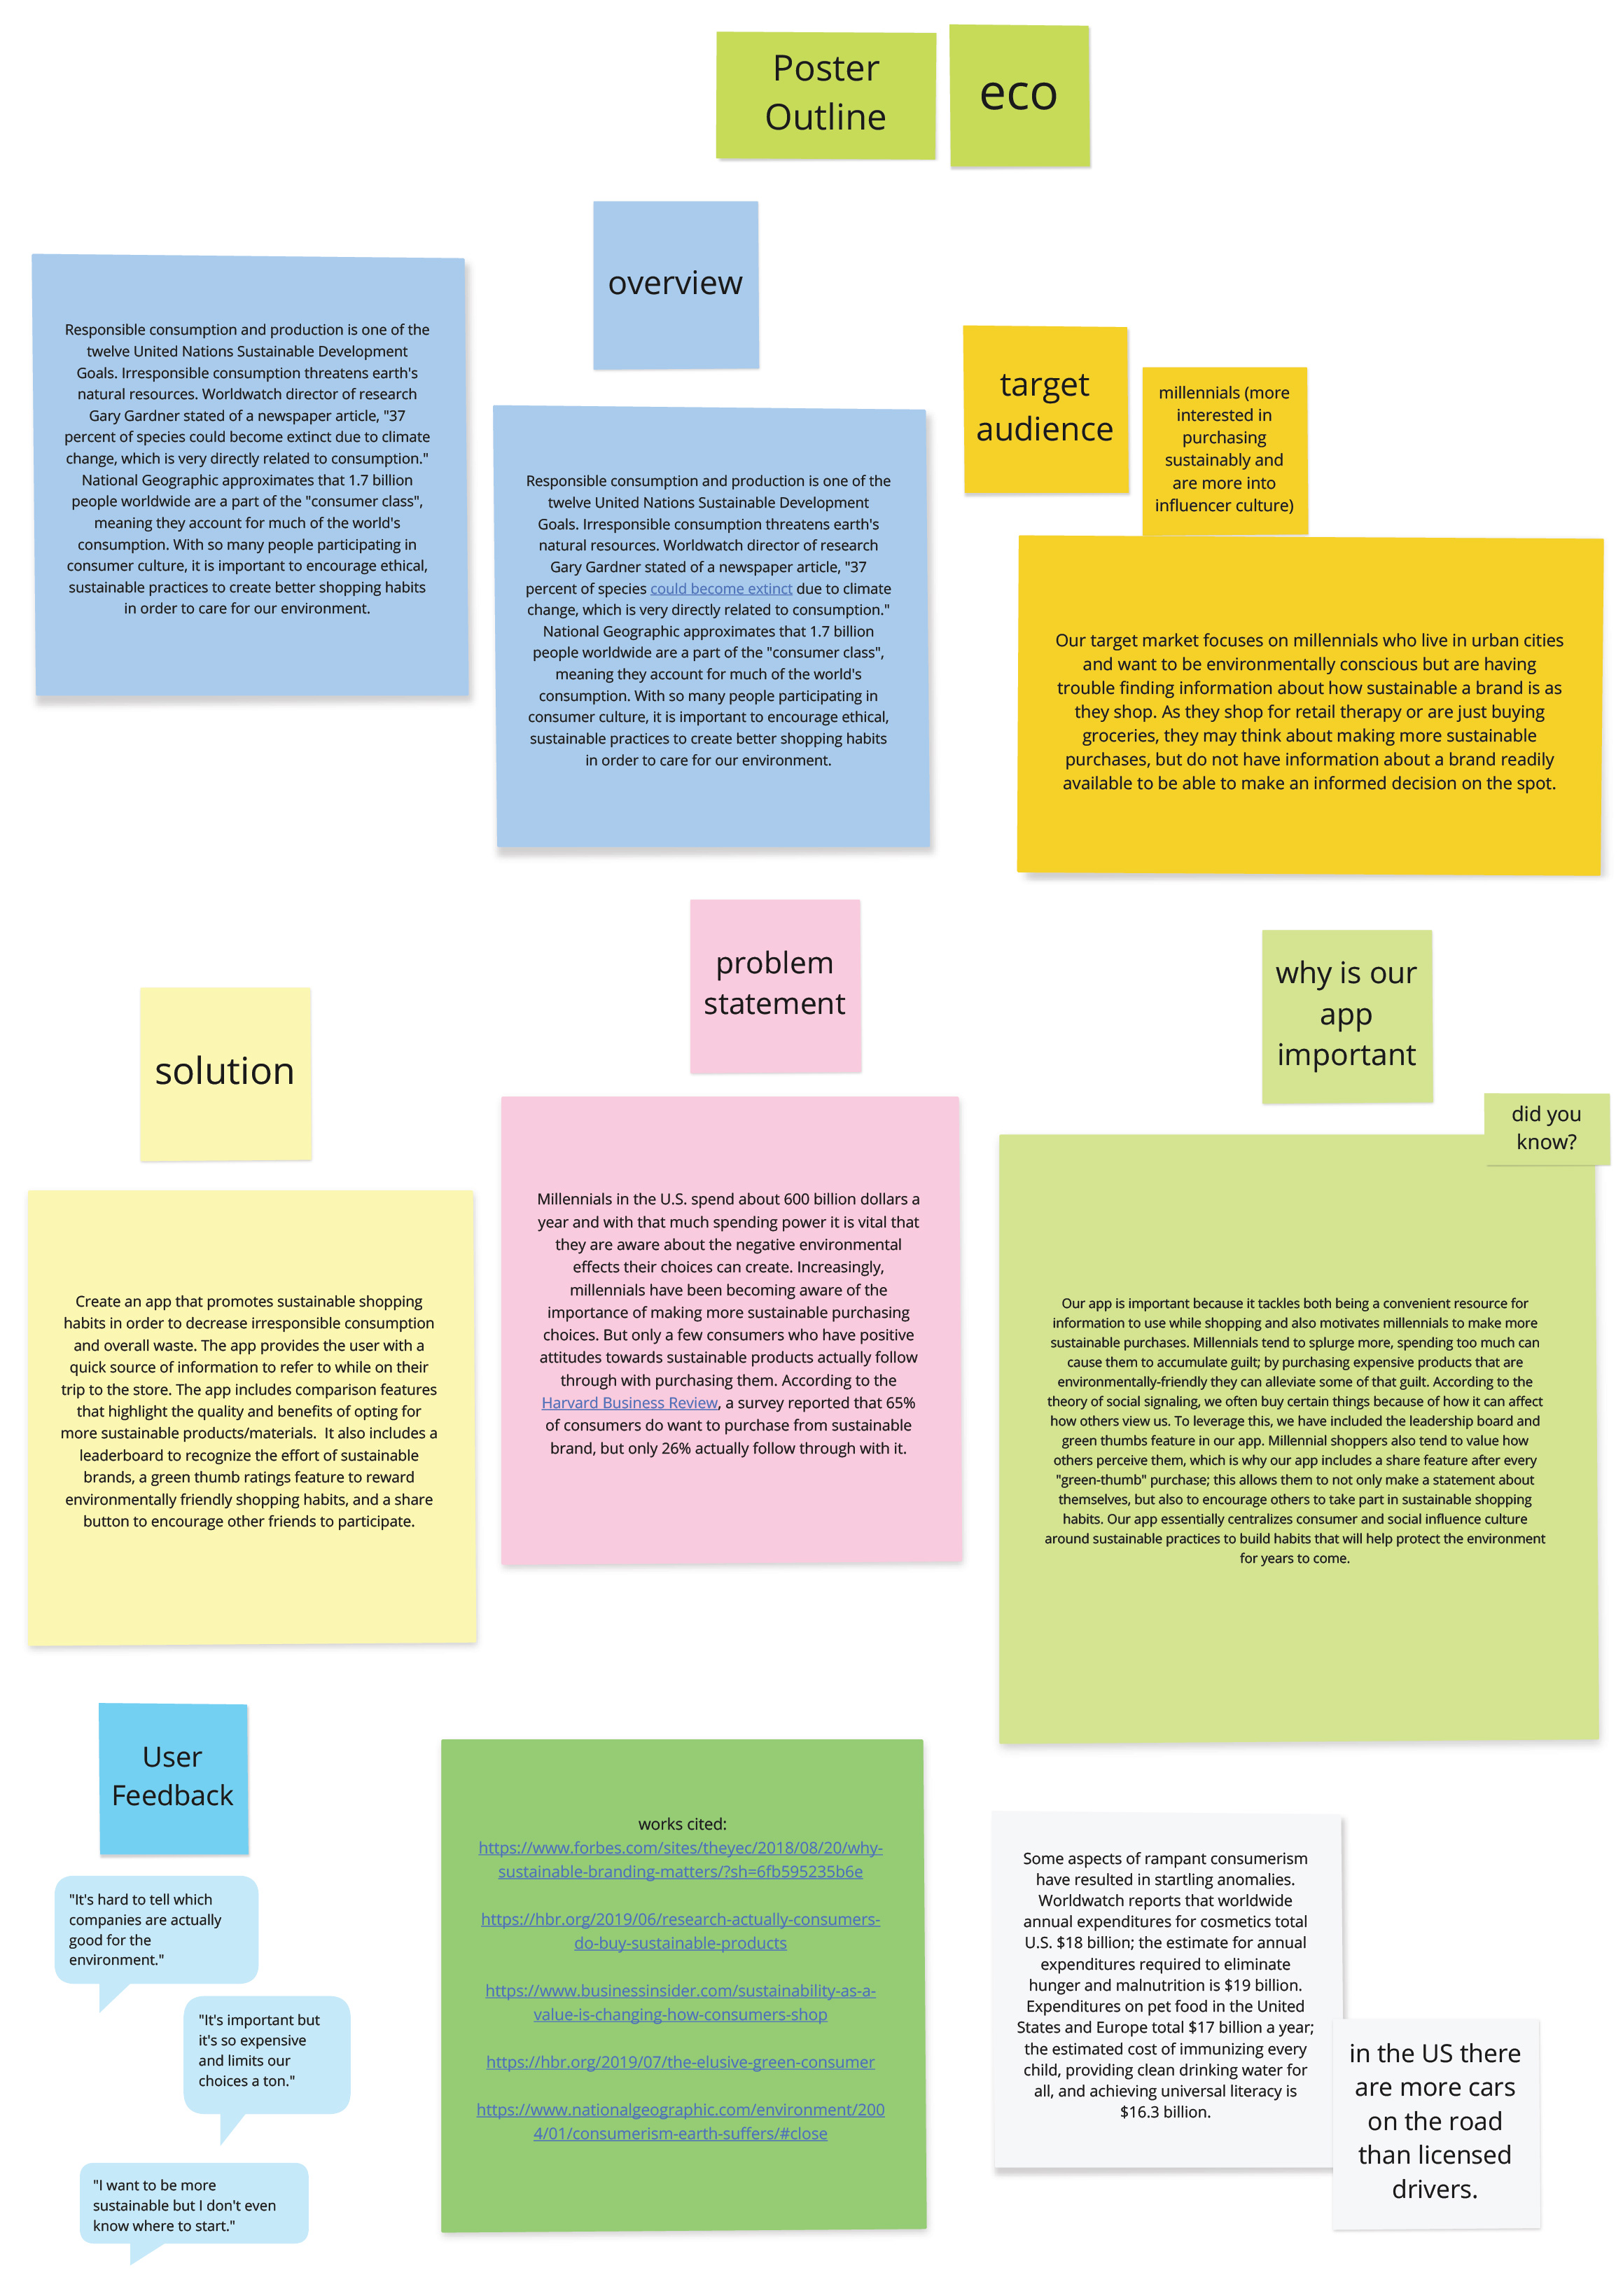 Poster
Outline
eco
overview
Responsible consumption and production is one of the
twelve United Nations Sustainable Development
Goals. Irresponsible consumption threatens earth's
natural resources. Worldwatch director of research
Gary Gardner stated of a newspaper article, "37
percent of species could become extinct due to climate
change, which is very directly related to consumption."
National Geographic approximates that 1.7 billion
people worldwide are a part of the "consumer class",
meaning they account for much of the world's
consumption. With so many people participating in
consumer culture, it is important to encourage ethical,
sustainable practices to create better shopping habits
in order to care for our environment.
Responsible consumption and production is one of the
twelve United Nations Sustainable Development
Goals. Irresponsible consumption threatens earth's
natural resources. Worldwatch director of research
Gary Gardner stated of a newspaper article, "37
percent of species could become extinct due to climate
change, which is very directly related to consumption."
National Geographic approximates that 1.7 billion
people worldwide are a part of the "consumer class",
meaning they account for much of the world's
consumption. With so many people participating in
consumer culture, it is important to encourage ethical,
sustainable practices to create better shopping habits
in order to care for our environment.
target
audience
millennials (more
interested in
purchasing
sustainably and
are more into
influencer culture)
Our target market focuses on millennials who live in urban cities
and want to be environmentally conscious but are having
trouble finding information about how sustainable a brand is as
they shop. As they shop for retail therapy or are just buying
groceries, they may think about making more sustainable
purchases, but do not have information about a brand readily
available to be able to make an informed decision on the spot.
solution
Create an app that promotes sustainable shopping
habits in order to decrease irresponsible consumption
and overall waste. The app provides the user with a
quick source of information to refer to while on their
trip to the store. The app includes comparison features
that highlight the quality and benefits of opting for
more sustainable products/materials.  It also includes a
leaderboard to recognize the effort of sustainable
brands, a green thumb ratings feature to reward
environmentally friendly shopping habits, and a share
button to encourage other friends to participate.
problem
statement
Millennials in the U.S. spend about 600 billion dollars a
year and with that much spending power it is vital that
they are aware about the negative environmental
effects their choices can create. Increasingly,
millennials have been becoming aware of the
importance of making more sustainable purchasing
choices. But only a few consumers who have positive
attitudes towards sustainable products actually follow
through with purchasing them. According to the
Harvard Business Review, a survey reported that 65%
of consumers do want to purchase from sustainable
brand, but only 26% actually follow through with it.
why is our
app
important
did you
know?
Our app is important because it tackles both being a convenient resource for
information to use while shopping and also motivates millennials to make more
sustainable purchases. Millennials tend to splurge more, spending too much can
cause them to accumulate guilt; by purchasing expensive products that are
environmentally-friendly they can alleviate some of that guilt. According to the
theory of social signaling, we often buy certain things because of how it can affect
how others view us. To leverage this, we have included the leadership board and
green thumbs feature in our app. Millennial shoppers also tend to value how
others perceive them, which is why our app includes a share feature after every
"green-thumb" purchase; this allows them to not only make a statement about
themselves, but also to encourage others to take part in sustainable shopping
habits. Our app essentially centralizes consumer and social influence culture
around sustainable practices to build habits that will help protect the environment
for years to come.
User
Feedback
"It's hard to tell which
companies are actually
good for the
environment."
"It's important but
it's so expensive
and limits our
choices a ton."
"I want to be more
sustainable but I don't even
know where to start."
works cited:
https://www.forbes.com/sites/theyec/2018/08/20/why-
sustainable-branding-matters/?sh=6fb595235b6e
https://hbr.org/2019/06/research-actually-consumers-
do-buy-sustainable-products
https://www.businessinsider.com/sustainability-as-a-
value-is-changing-how-consumers-shop
https://hbr.org/2019/07/the-elusive-green-consumer
https://www.nationalgeographic.com/environment/200
4/01/consumerism-earth-suffers/#close
Some aspects of rampant consumerism
have resulted in startling anomalies.
Worldwatch reports that worldwide
annual expenditures for cosmetics total
U.S. $18 billion; the estimate for annual
expenditures required to eliminate
hunger and malnutrition is $19 billion.
Expenditures on pet food in the United
States and Europe total $17 billion a year;
the estimated cost of immunizing every
child, providing clean drinking water for
all, and achieving universal literacy is
$16.3 billion.
in the US there
are more cars
on the road
than licensed
drivers.